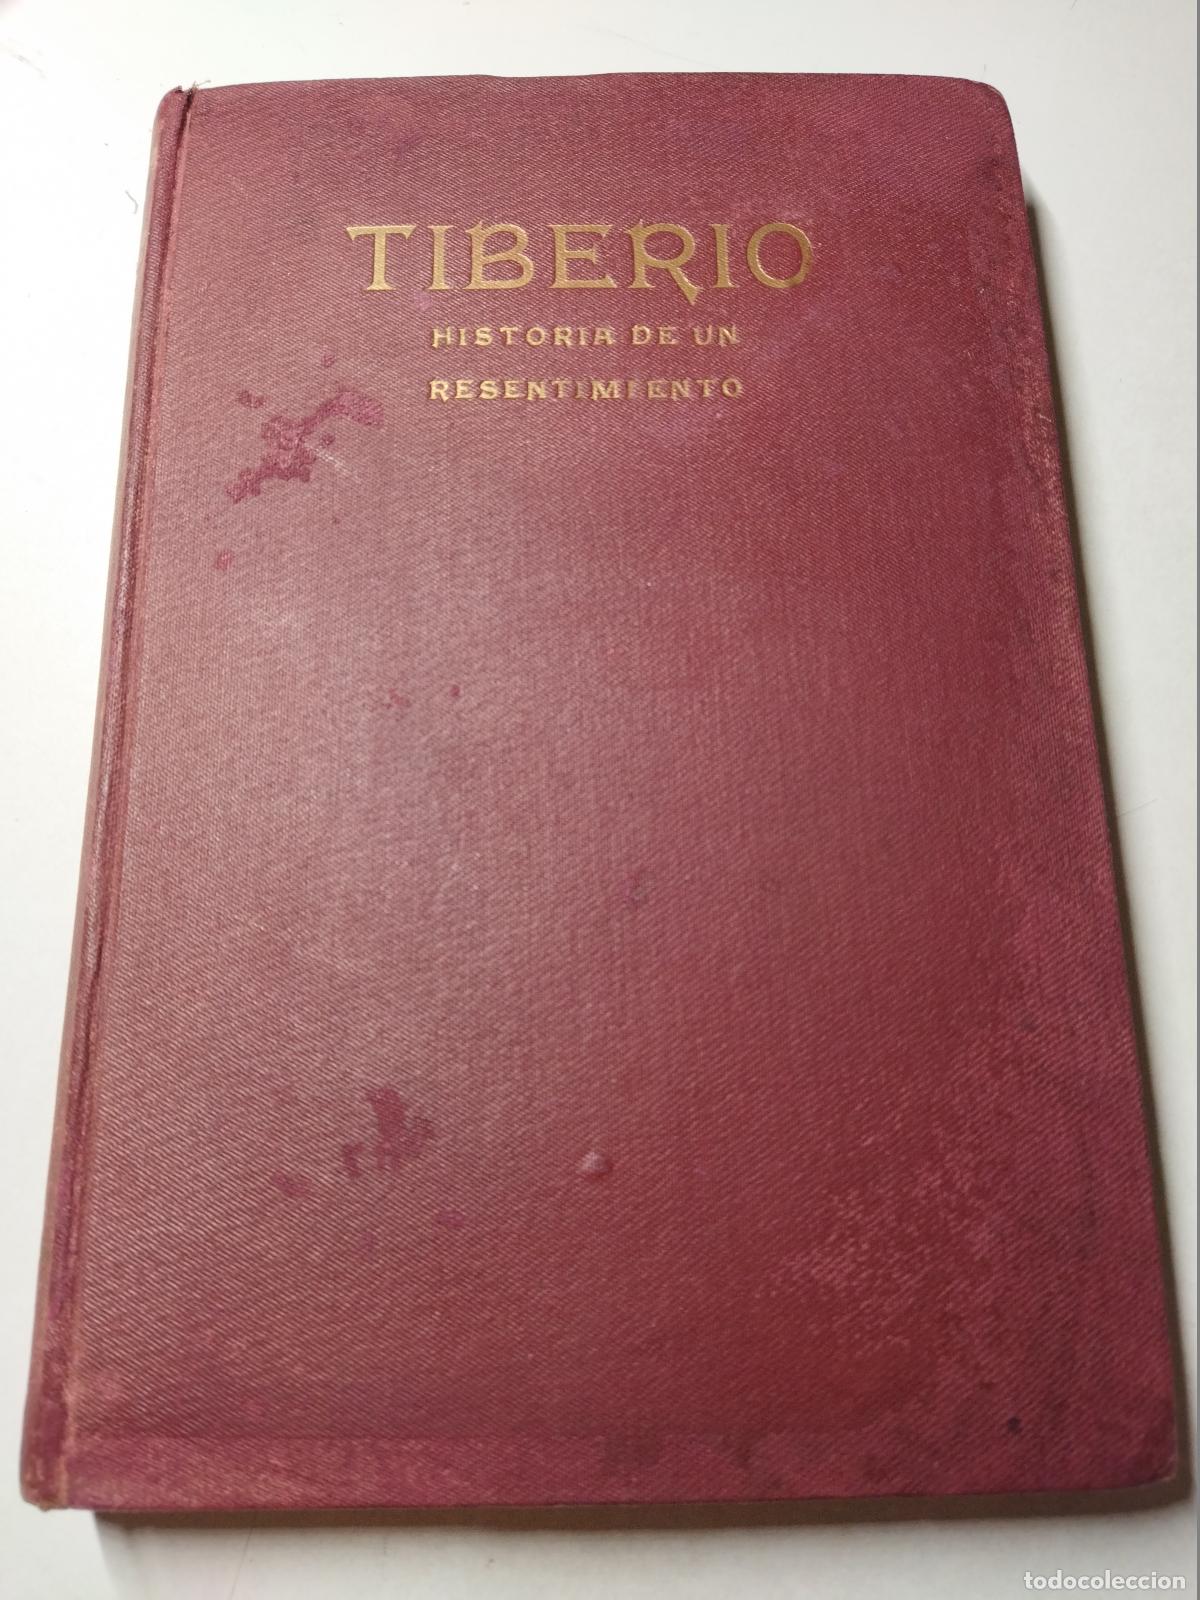 TIBERIO
HISTORIA DE UN
RESENTIMIENTO
todocoleccion